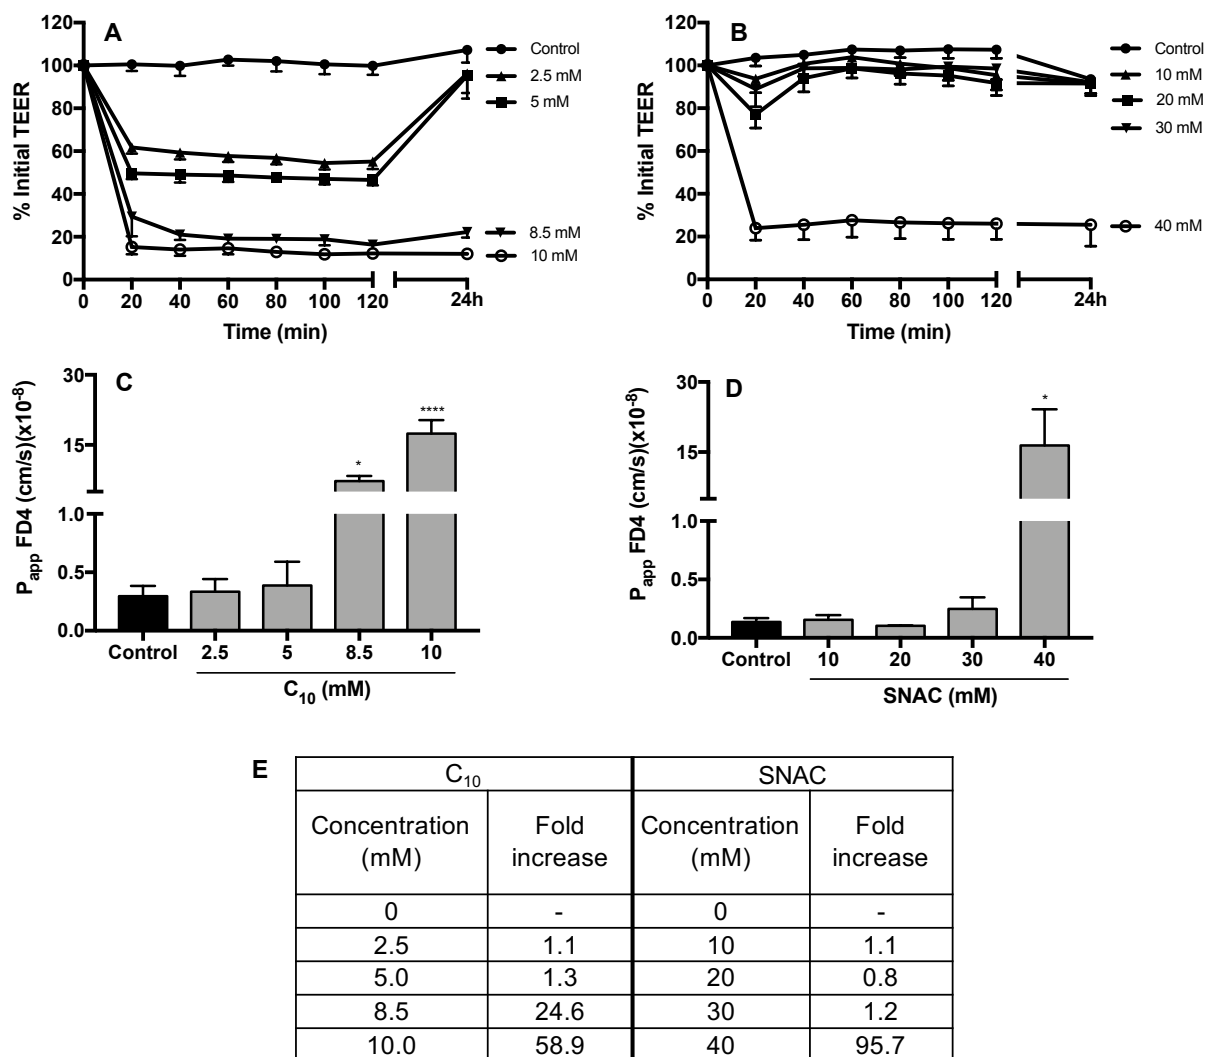 A
120
100
80
60
40
20
0
% Initial TEER
0 20 40 60 80 100 120 24h
Time (min)
Control
2.5 mM
5 mM
8.5 mM
10 mM
B
120
100
80
60
40
20
0
% Initial TEER
0 20 40 60 80 100 120 24h
Time (min)
Control
10 mM
20 mM
30 mM
40 mM
C
30
15
1.0
0.5
0.0
P_app FD4 (cm/s)(x10^-8)
*
****
Control 2.5 5 8.5 10
C₁₀ (mM)
D
30
15
1.0
0.5
0.0
P_app FD4 (cm/s)(x10^-8)
*
Control 10 20 30 40
SNAC (mM)
E
C₁₀ SNAC
Concentration Fold Concentration Fold
(mM) increase (mM) increase
0 - 0 -
2.5 1.1 10 1.1
5.0 1.3 20 0.8
8.5 24.6 30 1.2
10.0 58.9 40 95.7